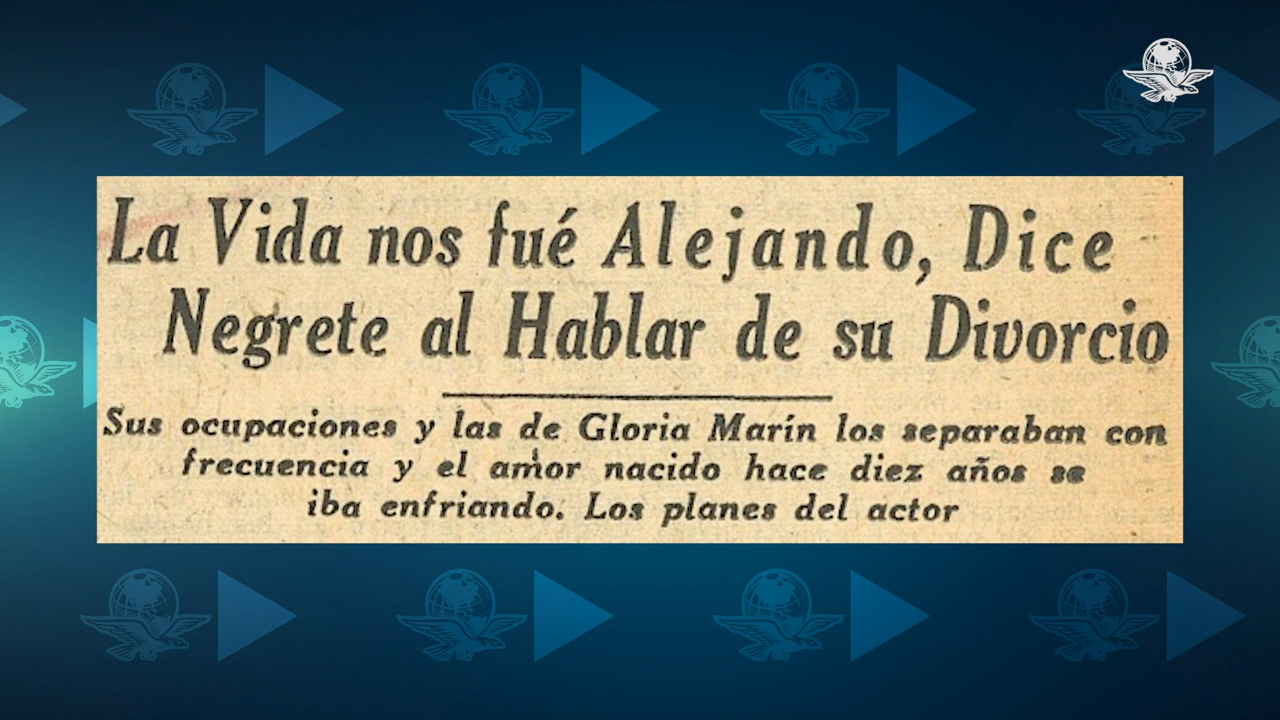 La Vida nos fué Alejando, Dice
Negrete al Hablar de su Divorcio
Sus ocupaciones y las de Gloria Marín los separaban con
frecuencia y el amor nacido hace diez años se
iba enfriando. Los planes del actor